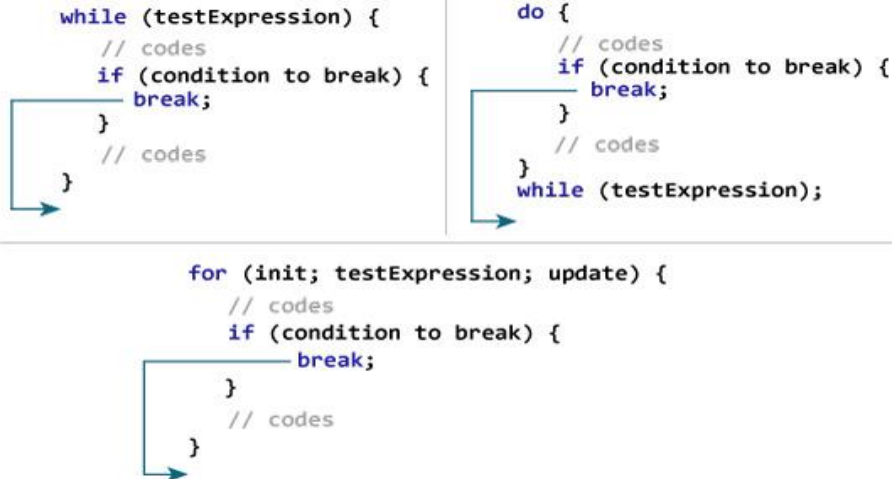 while (testExpression) {
// codes
if (condition to break) {
break;
}
// codes
}
do {
// codes
if (condition to break) {
break;
}
// codes
}
while (testExpression);
for (init; testExpression; update) {
// codes
if (condition to break) {
break;
}
// codes
}